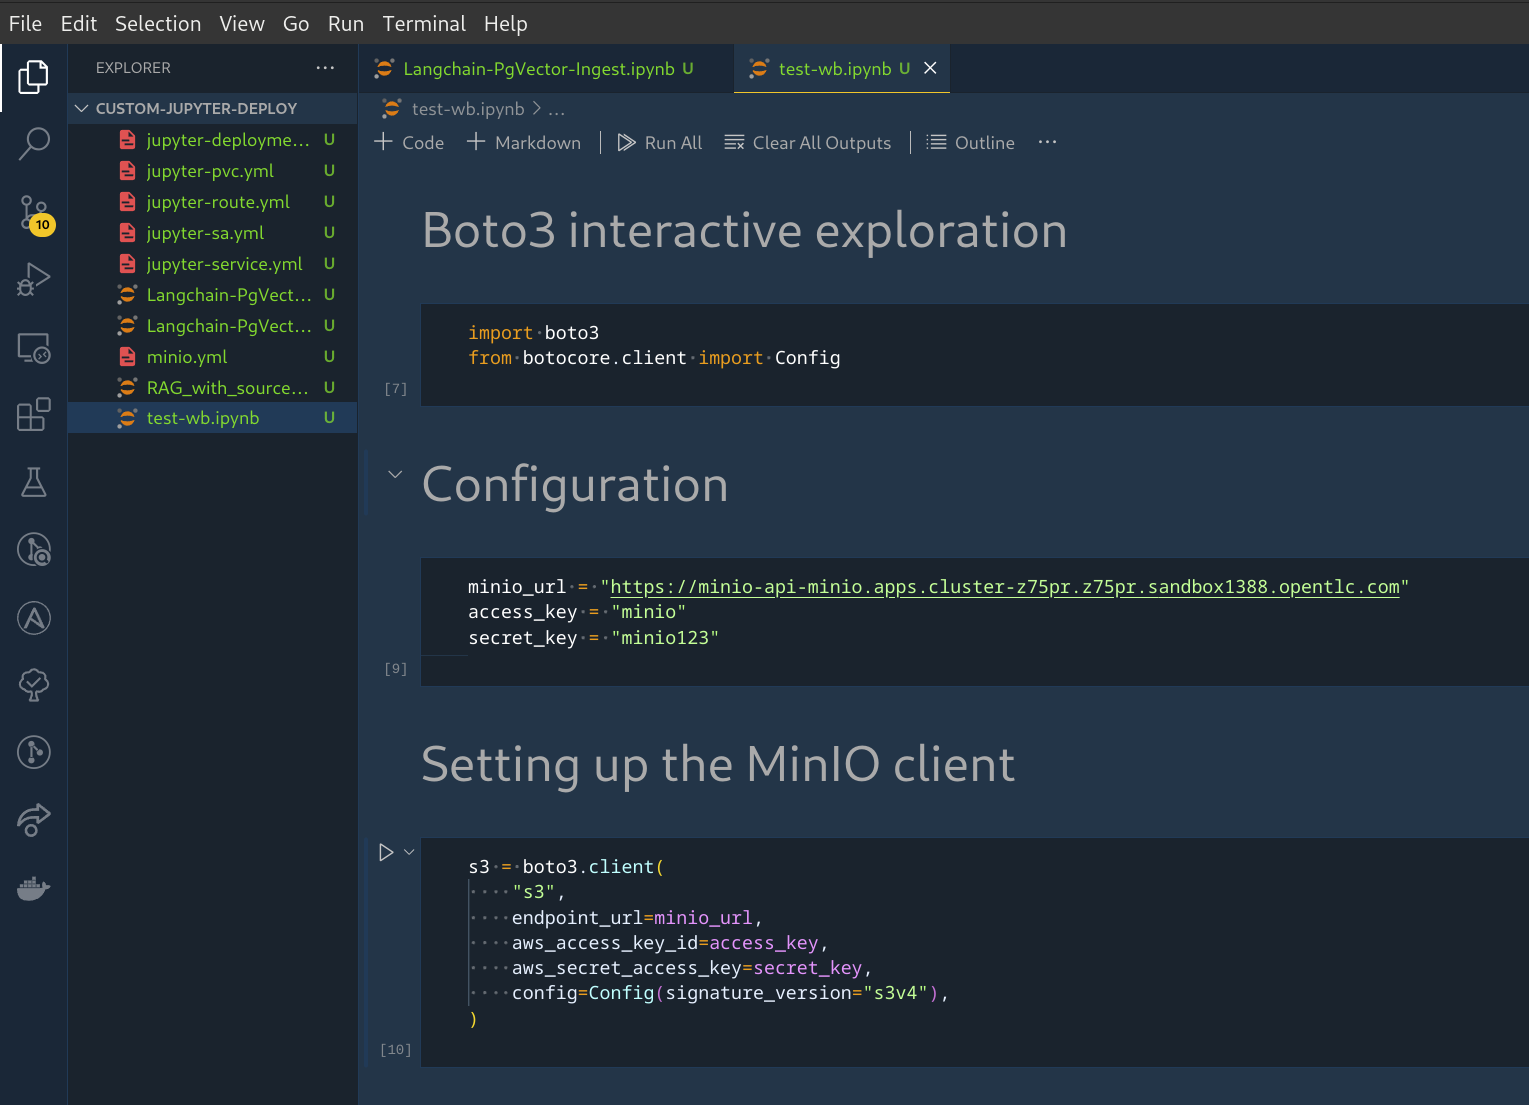 File Edit Selection View Go Run Terminal Help
EXPLORER ...
CUSTOM-JUPYTER-DEPLOY
jupyter-deployme... U
jupyter-pvc.yml U
jupyter-route.yml U
jupyter-sa.yml U
jupyter-service.yml U
Langchain-PgVect... U
Langchain-PgVect... U
minio.yml U
RAG_with_source... U
test-wb.ipynb U
10
Langchain-PgVector-Ingest.ipynb U test-wb.ipynb U
test-wb.ipynb > ...
+ Code + Markdown | Run All Clear All Outputs | Outline ...
Boto3 interactive exploration
import boto3
from botocore.client import Config
[7]
Configuration
minio_url = "https://minio-api-minio.apps.cluster-z75pr.z75pr.sandbox1388.opentlc.com"
access_key = "minio"
secret_key = "minio123"
[9]
Setting up the MinIO client
s3 = boto3.client(
    "s3",
    endpoint_url=minio_url,
    aws_access_key_id=access_key,
    aws_secret_access_key=secret_key,
    config=Config(signature_version="s3v4"),
)
[10]